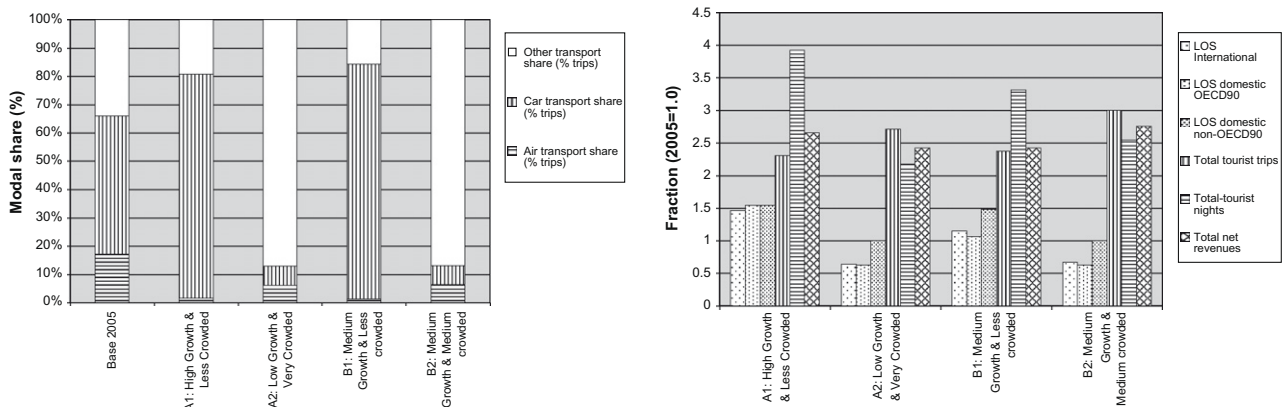 100%
90%
80%
70%
60%
50%
40%
30%
20%
10%
0%
Modal share (%)
Base 2005
A1: High Growth &
Less Crowded
A2: Low Growth &
Very Crowded
B1: Medium
Growth & Less
crowded
B2: Medium
Growth & Medium
crowded
Other transport
share (% trips)
Car transport share
(% trips)
Air transport share
(% trips)
4.5
4
3.5
3
2.5
2
1.5
1
0.5
0
Fraction (2005=1.0)
A1: High Growth
& Less Crowded
A2: Low Growth
& Very Crowded
B1: Medium
Growth & Less
crowded
B2: Medium
Growth &
Medium crowded
LOS
International
LOS domestic
OECD90
LOS domestic
non-OECD90
Total tourist trips
Total-tourist
nights
Total net
revenues